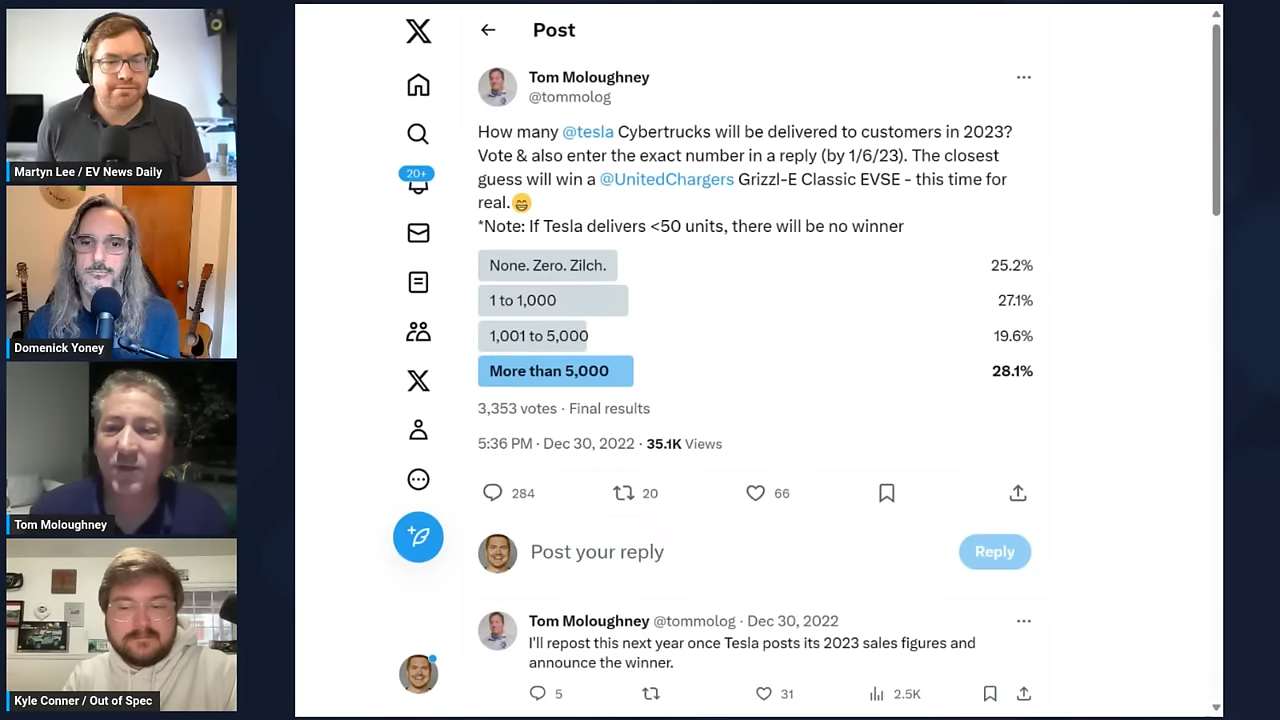 Martyn Lee / EV News Daily
Domenick Yoney
Tom Moloughney
Kyle Conner / Out of Spec
Post
20+
Tom Moloughney
@tommolog
How many @tesla Cybertrucks will be delivered to customers in 2023?
Vote & also enter the exact number in a reply (by 1/6/23). The closest
guess will win a @UnitedChargers Grizzl-E Classic EVSE - this time for
real.😁
*Note: If Tesla delivers <50 units, there will be no winner
None. Zero. Zilch. 25.2%
1 to 1,000 27.1%
1,001 to 5,000 19.6%
More than 5,000 28.1%
3,353 votes · Final results
5:36 PM · Dec 30, 2022 · 35.1K Views
284 20 66
Post your reply
Reply
Tom Moloughney @tommolog · Dec 30, 2022
I'll repost this next year once Tesla posts its 2023 sales figures and
announce the winner.
5 31 2.5K